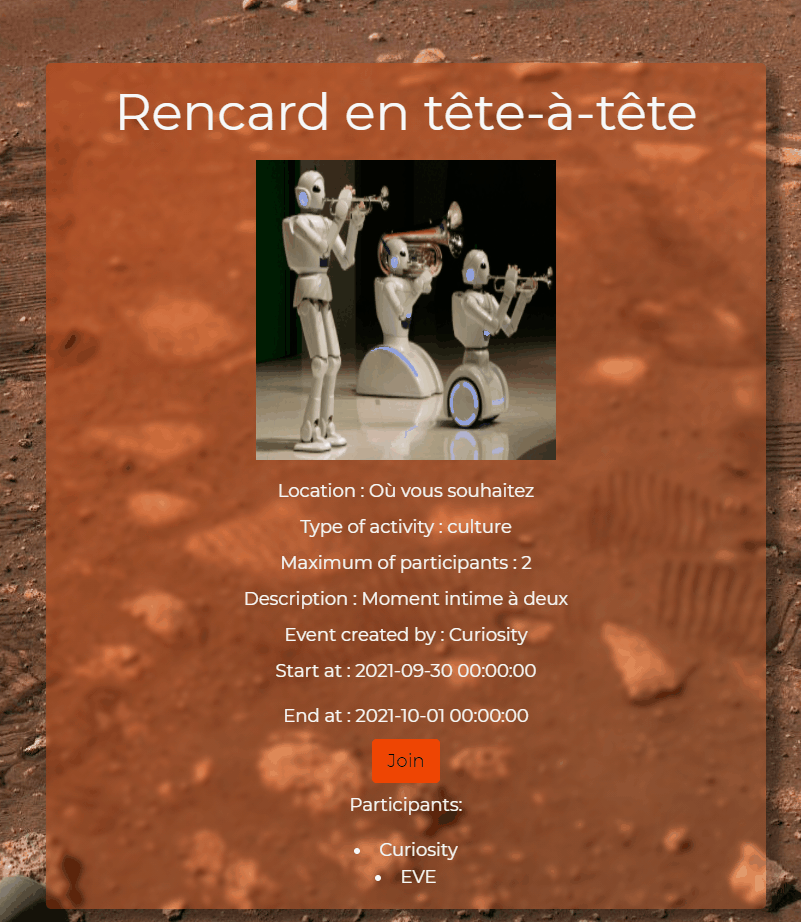 Rencard en tête-à-tête
Location : Où vous souhaitez
Type of activity : culture
Maximum of participants : 2
Description : Moment intime à deux
Event created by : Curiosity
Start at : 2021-09-30 00:00:00
End at : 2021-10-01 00:00:00
Join
Participants:
• Curiosity
• EVE